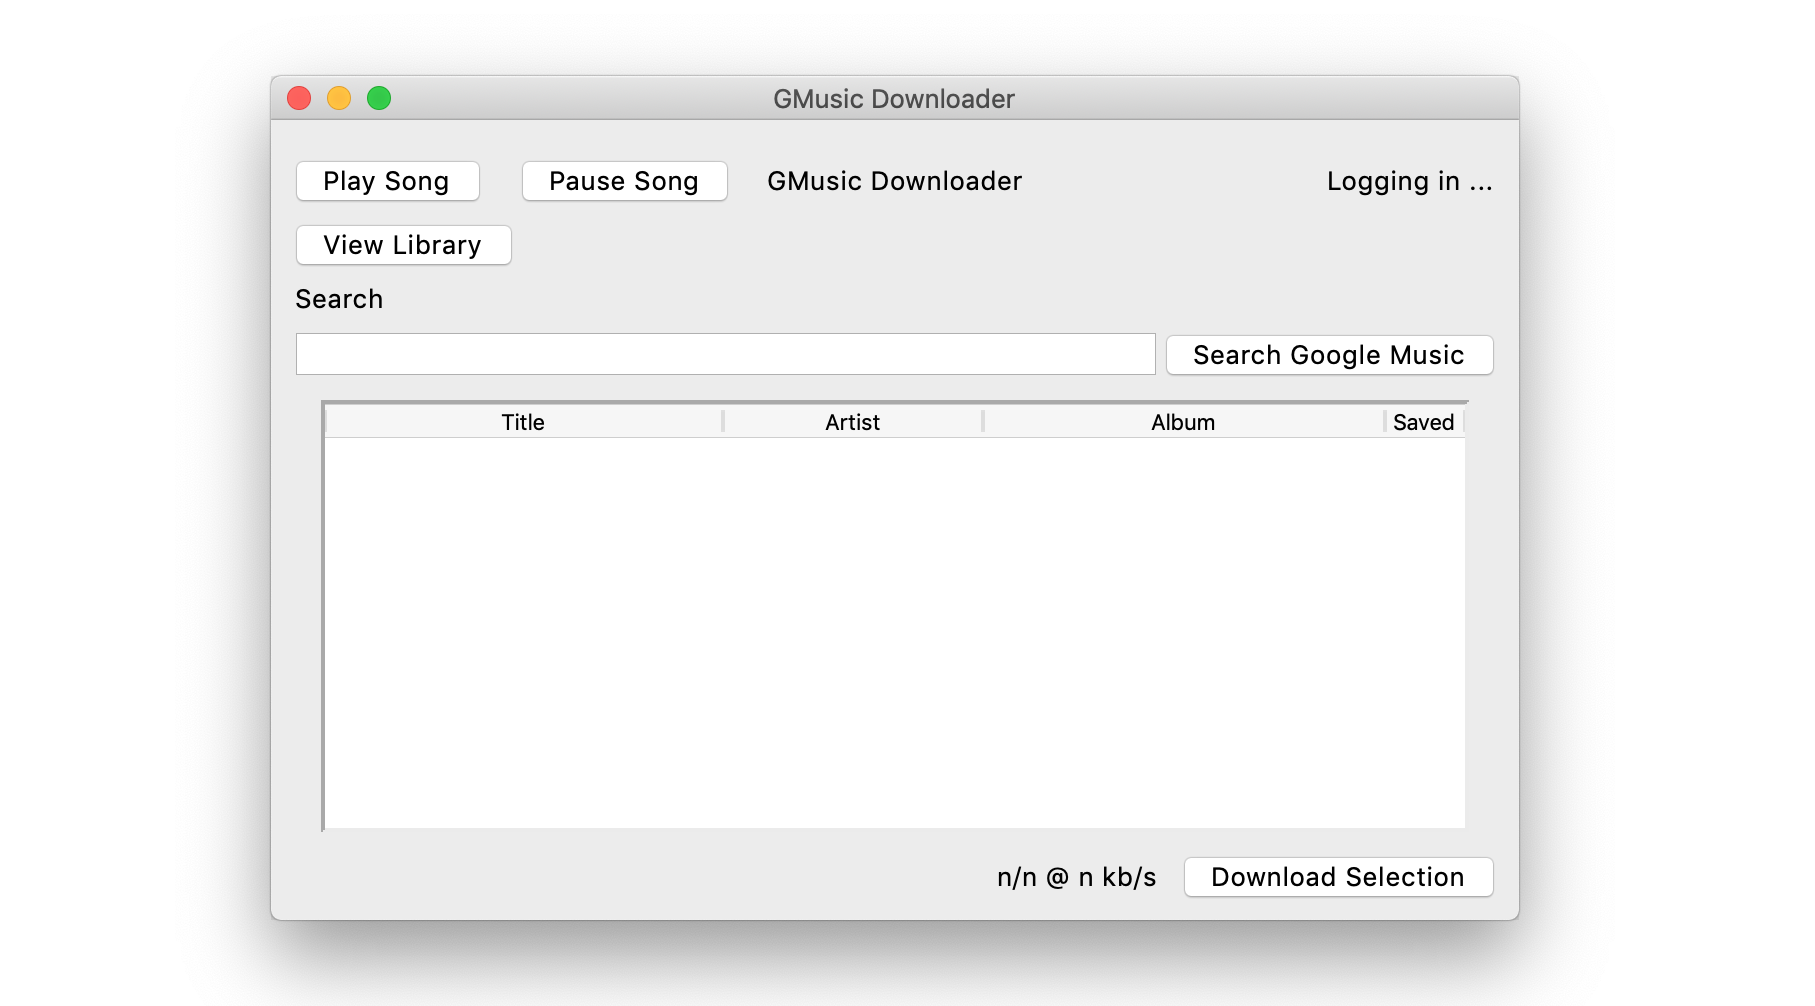 GMusic Downloader
Play Song Pause Song GMusic Downloader Logging in ...
View Library
Search
Search Google Music
Title Artist Album Saved
n/n @ n kb/s Download Selection